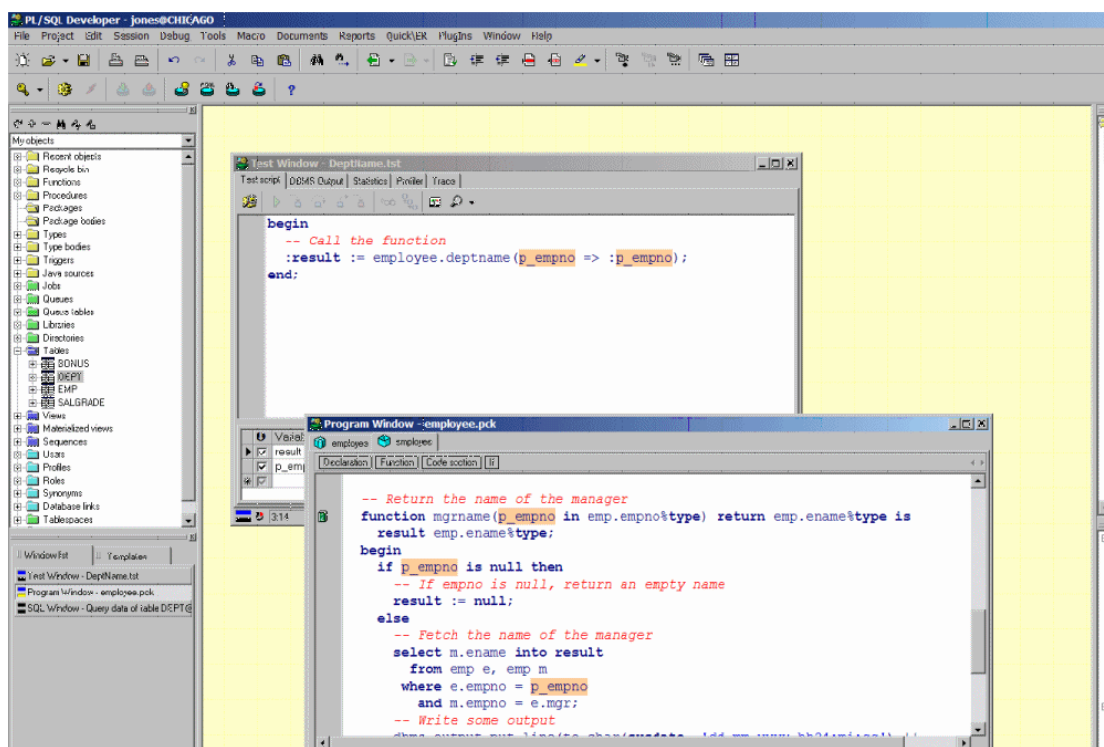 PL/SQL Developer - jones@CHICAGO
File Project Edit Session Debug Tools Macro Documents Reports Quick\ER PlugIns Window Help
My objects
Recent objects
Recycle bin
Functions
Procedures
Packages
Package bodies
Types
Type bodies
Triggers
Java sources
Jobs
Queues
Queue tables
Libraries
Directories
Tables
BONUS
DEPT
EMP
SALGRADE
Views
Materialized views
Sequences
Users
Profiles
Roles
Synonyms
Database links
Tablespaces
Window list Templates
Test Window - DeptName.tst
Program Window - employee.pck
SQL Window - Query data of table DEPT@
Test Window - DeptName.tst
Test script DBMS Output Statistics Profiler Trace
begin
-- Call the function
:result := employee.deptname(p_empno => :p_empno);
end;
result
3:14
Program Window - employee.pck
employee employee
Declaration Function Code section If
-- Return the name of the manager
function mgrname(p_empno in emp.empno%type) return emp.ename%type is
result emp.ename%type;
begin
if p_empno is null then
-- If empno is null, return an empty name
result := null;
else
-- Fetch the name of the manager
select m.ename into result
from emp e, emp m
where e.empno = p_empno
and m.empno = e.mgr;
-- Write some output